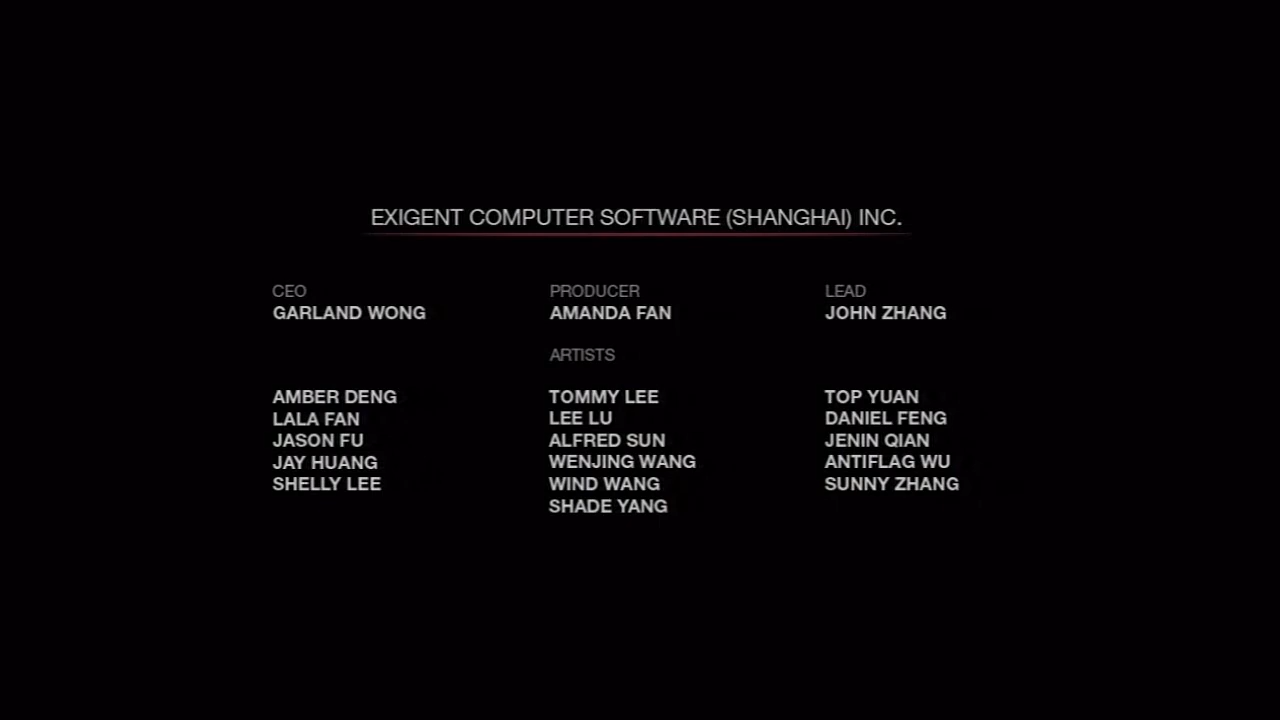 EXIGENT COMPUTER SOFTWARE (SHANGHAI) INC.
CEO
GARLAND WONG
PRODUCER
AMANDA FAN
LEAD
JOHN ZHANG
ARTISTS
AMBER DENG
LALA FAN
JASON FU
JAY HUANG
SHELLY LEE
TOMMY LEE
LEE LU
ALFRED SUN
WENJING WANG
WIND WANG
SHADE YANG
TOP YUAN
DANIEL FENG
JENIN QIAN
ANTIFLAG WU
SUNNY ZHANG